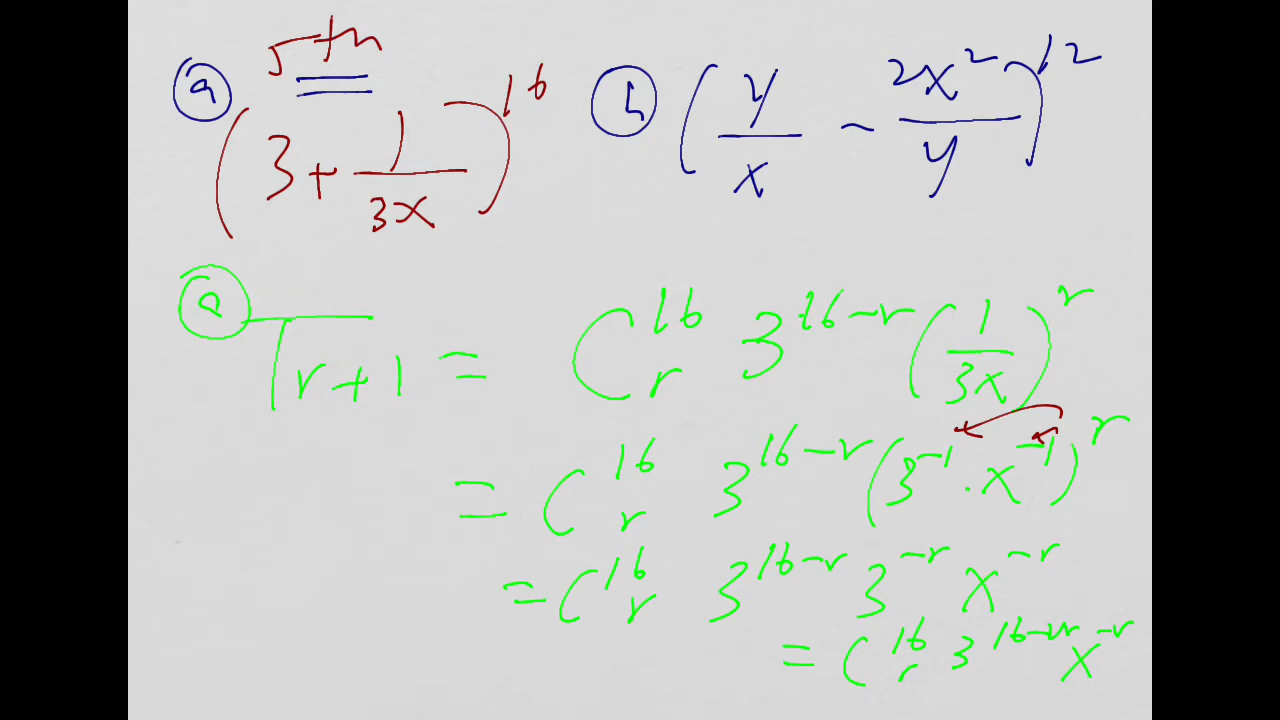 5th
ⓐ (3 + 1/3x)^16 ⓑ (y/x - 2x²/y)^12
ⓐ T_{r+1} = C^16_r 3^{16-r} (1/3x)^r
= C^16_r 3^{16-r} (3^{-1} · x^{-1})^r
= C^16_r 3^{16-r} 3^{-r} x^{-r}
= C^16_r 3^{16-2r} x^{-r}